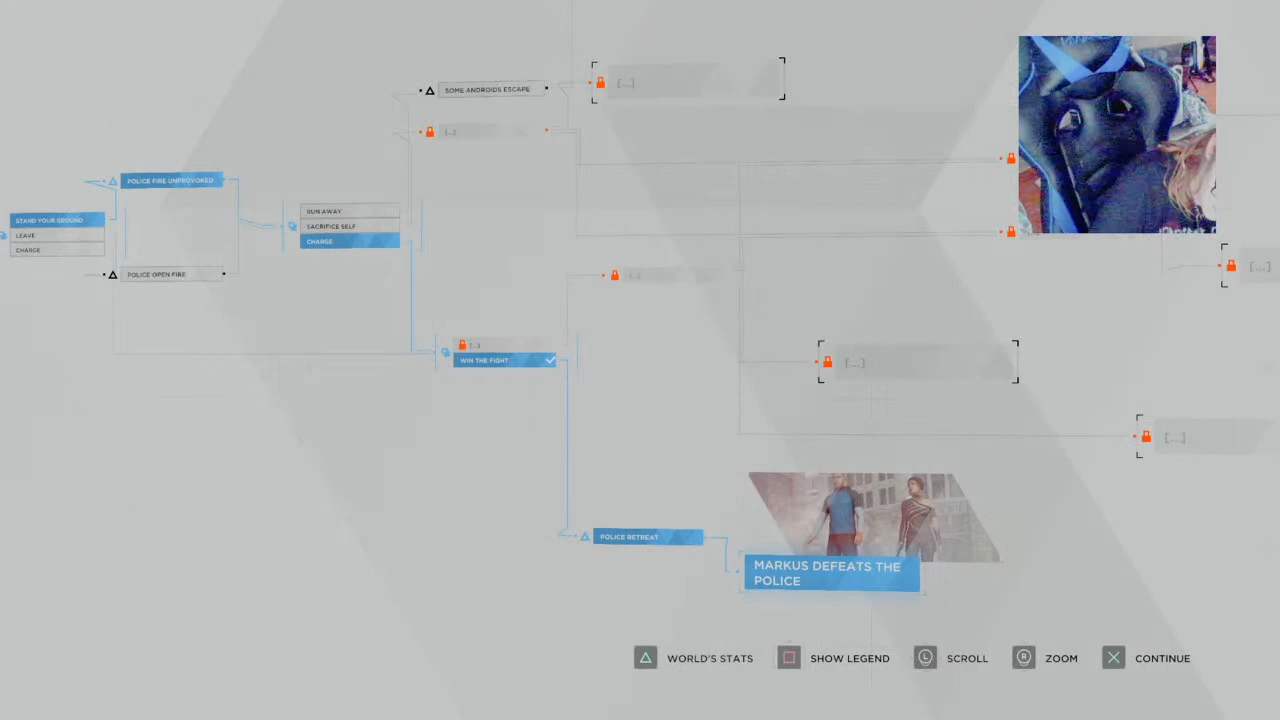 SOME ANDROIDS ESCAPE
[...]
[...]
POLICE FIRE UNPROVOKED
STAND YOUR GROUND
LEAVE
CHARGE
RUN AWAY
SACRIFICE SELF
CHARGE
POLICE OPEN FIRE
[...]
[...]
[...]
WIN THE FIGHT
[...]
[...]
POLICE RETREAT
MARKUS DEFEATS THE
POLICE
WORLD'S STATS
SHOW LEGEND
L
SCROLL
R
ZOOM
CONTINUE